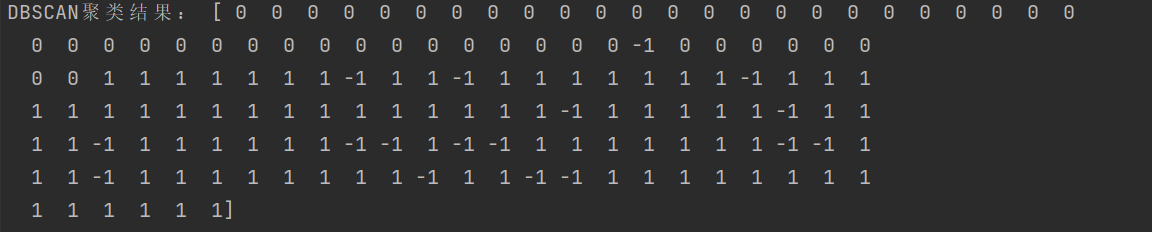 DBSCAN聚类结果： [ 0 0 0 0 0 0 0 0 0 0 0 0 0 0 0 0 0 0 0 0 0 0 0 0
0 0 0 0 0 0 0 0 0 0 0 0 0 0 0 0 0 -1 0 0 0 0 0 0
0 0 1 1 1 1 1 1 1 -1 1 1 -1 1 1 1 1 1 1 1 -1 1 1 1
1 1 1 1 1 1 1 1 1 1 1 1 1 1 1 -1 1 1 1 1 1 -1 1 1
1 1 -1 1 1 1 1 1 1 -1 -1 1 -1 -1 1 1 1 1 1 1 1 -1 -1 1
1 1 -1 1 1 1 1 1 1 1 1 -1 1 1 -1 -1 1 1 1 1 1 1 1 1
1 1 1 1 1 1]